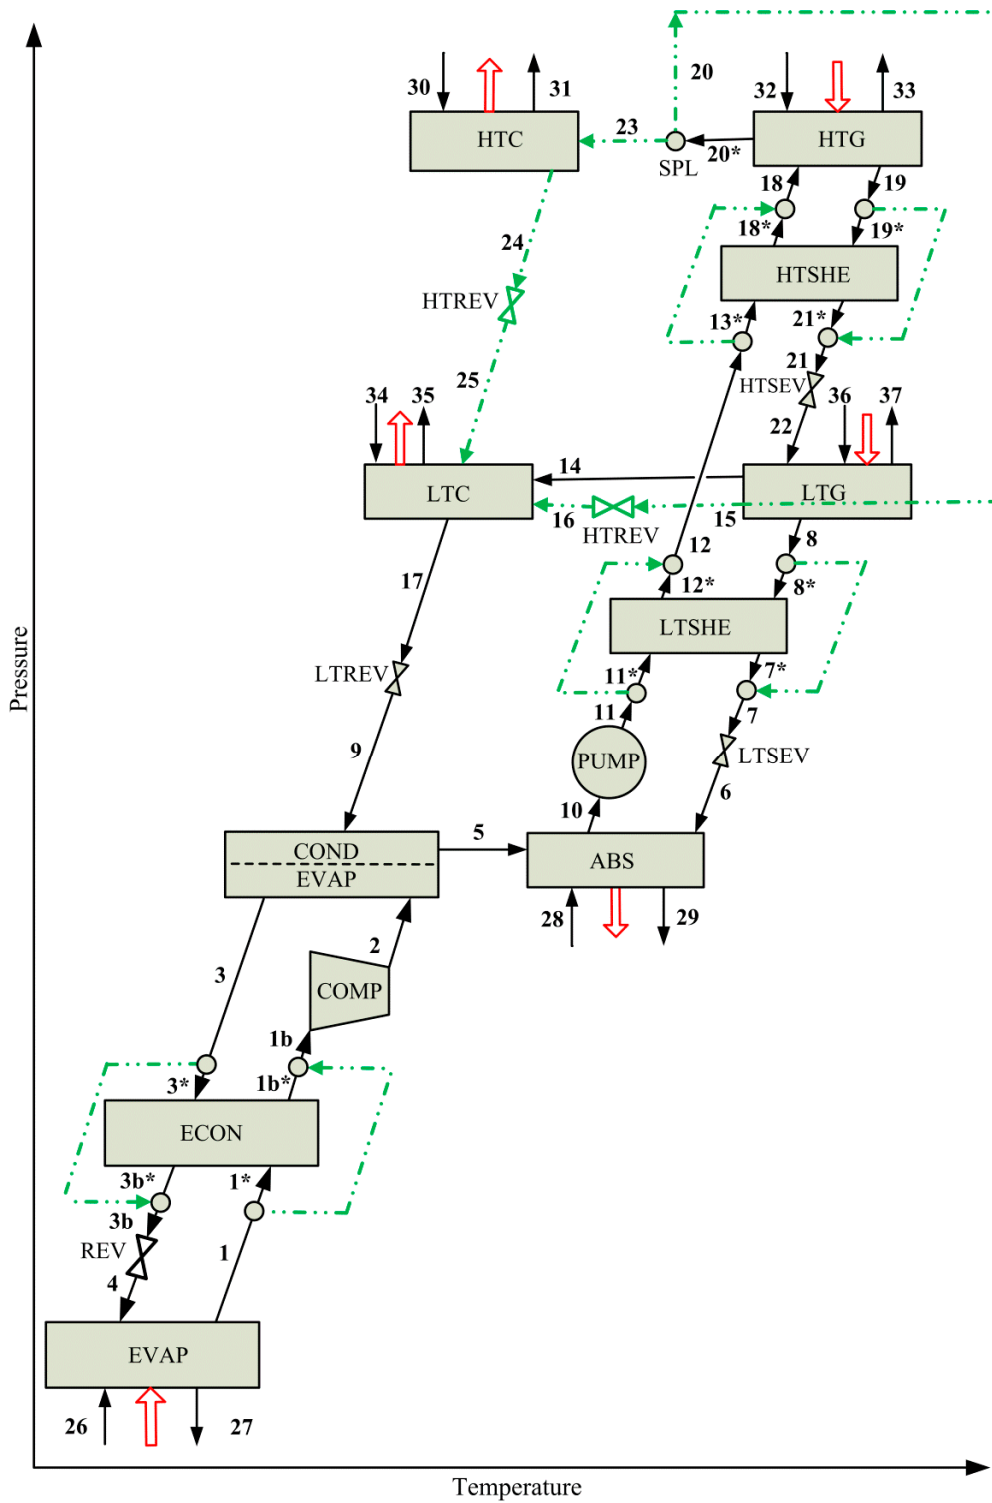 20
30
31
32
33
HTC
23
SPL
20*
HTG
18
19
18*
19*
24
HTSHE
HTREV
13*
21*
21
25
HTSEV
34
35
36
37
22
LTC
14
LTG
16
15
HTREV
12
8
17
12*
8*
LTSHE
LTREV
11*
7*
11
7
Pressure
9
PUMP
LTSEV
10
6
COND
5
EVAP
ABS
28
29
2
3
COMP
1b
3*
1b*
ECON
3b*
1*
3b
REV
1
4
EVAP
26
27
Temperature